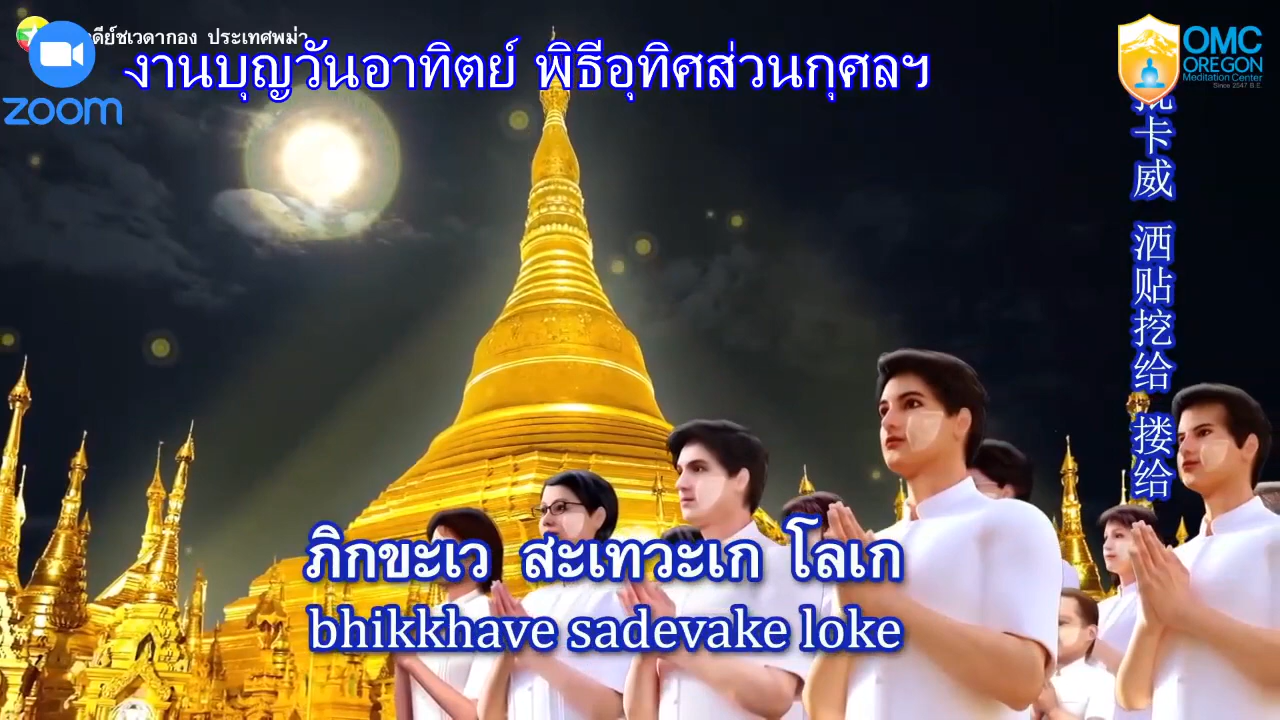 ดีย์ชเวดากอง ประเทศพม่า
งานบุญวันอาทิตย์ พิธีอุทิศส่วนกุศลฯ
zoom
OMC
OREGON
Meditation Center
Since 2547 B.E.
卡威 洒贴挖给 搂给
ภิกขะเว สะเทวะเก โลเก
bhikkhave sadevake loke